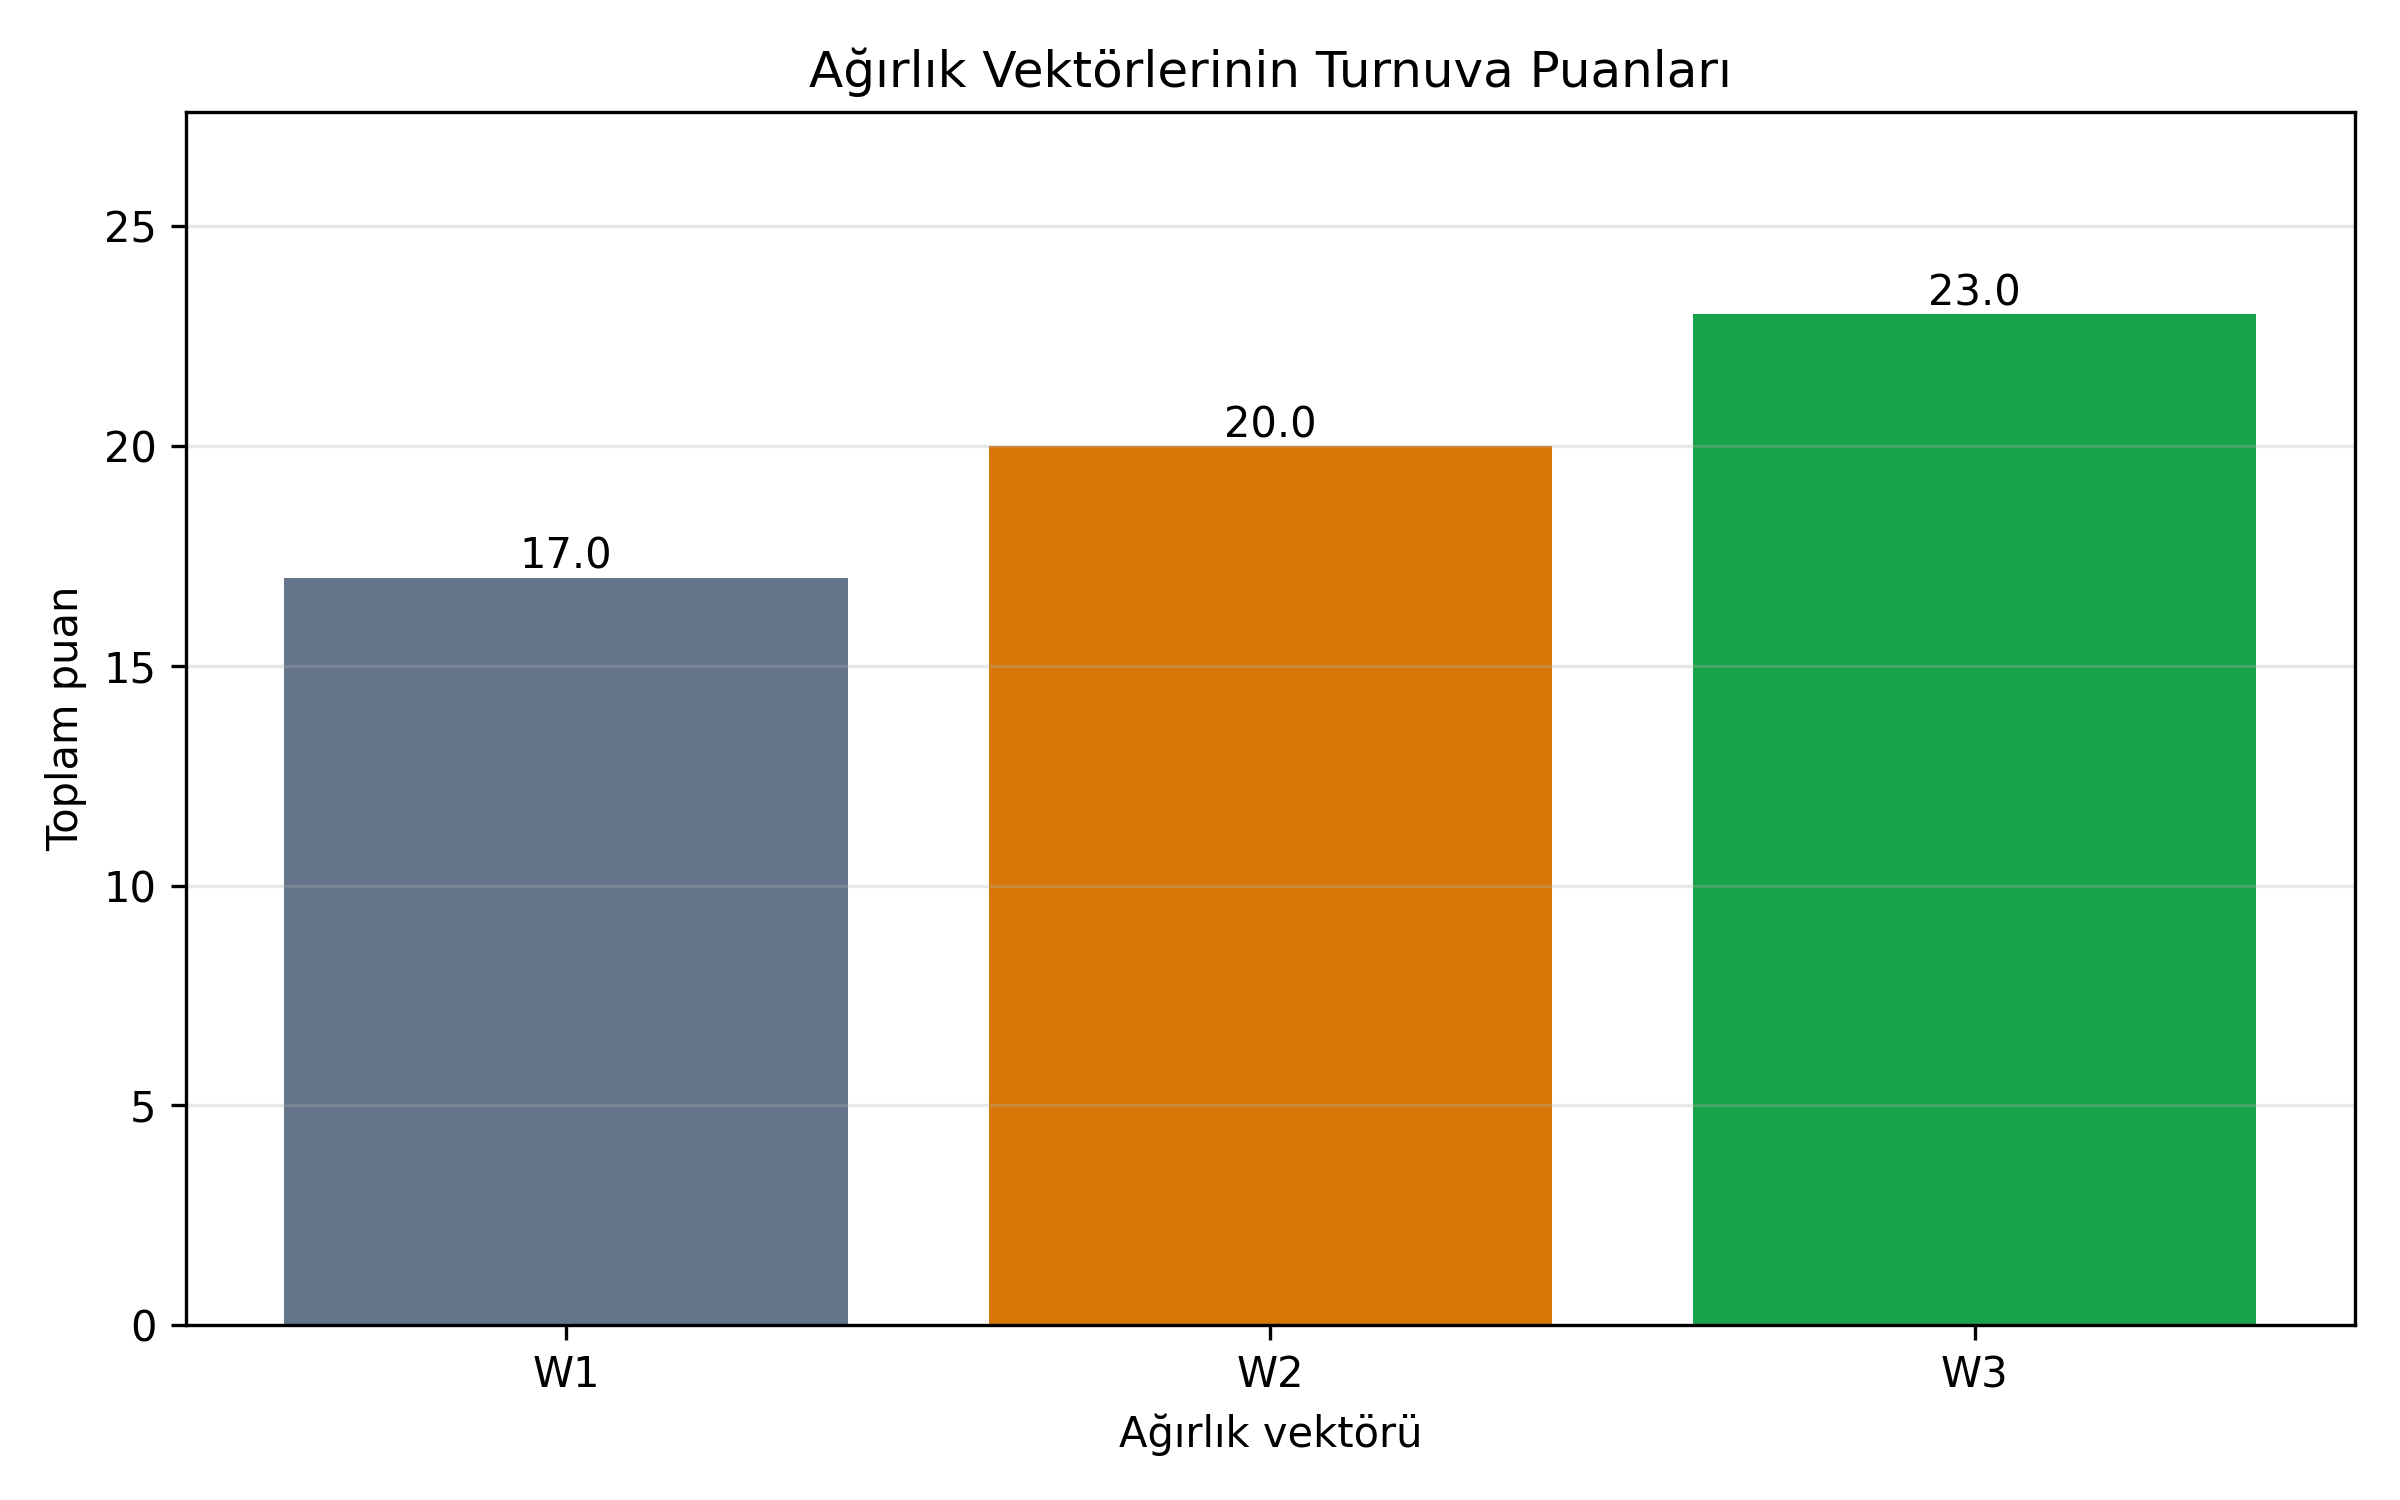 Ağırlık Vektörlerinin Turnuva Puanları
25
20
15
10
5
0
Toplam puan
17.0
20.0
23.0
W1
W2
W3
Ağırlık vektörü